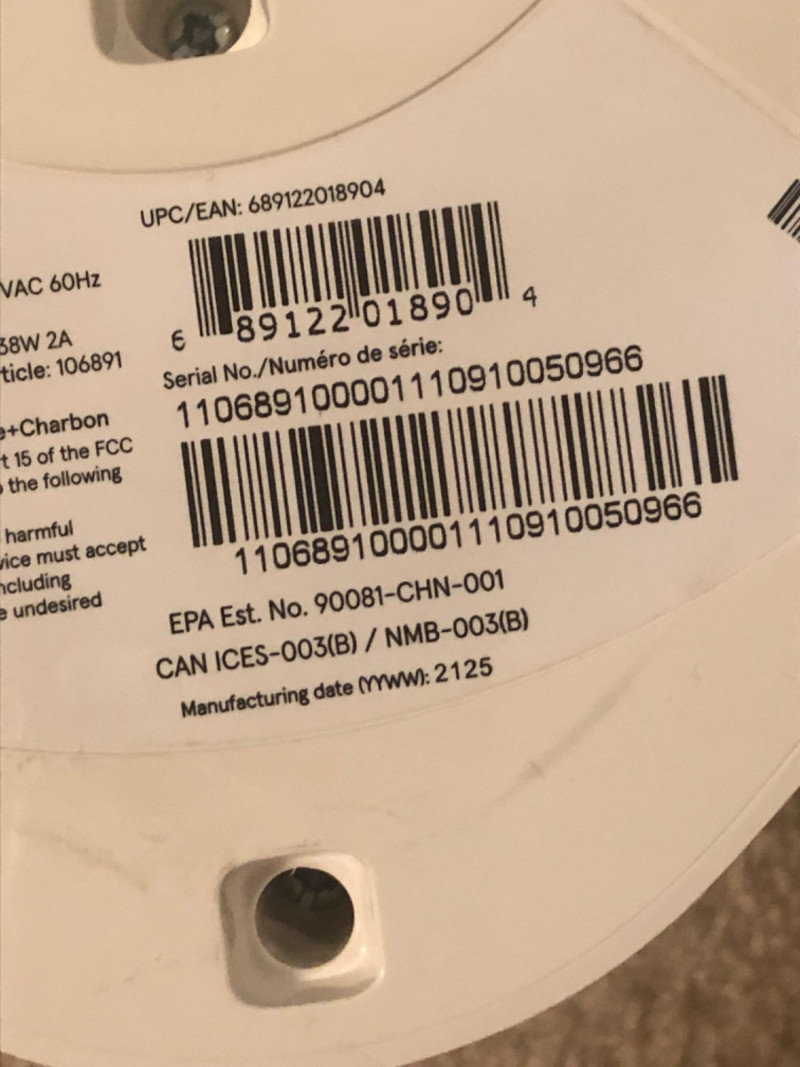 UPC/EAN: 689122018904
6 89122 01890 4
VAC 60Hz
38W 2A
ticle: 106891
Serial No./Numéro de série:
110689100001110910050966
110689100001110910050966
e+Charbon
t 15 of the FCC
the following
harmful
vice must accept
ncluding
e undesired
EPA Est. No. 90081-CHN-001
CAN ICES-003(B) / NMB-003(B)
Manufacturing date (YYWW): 2125